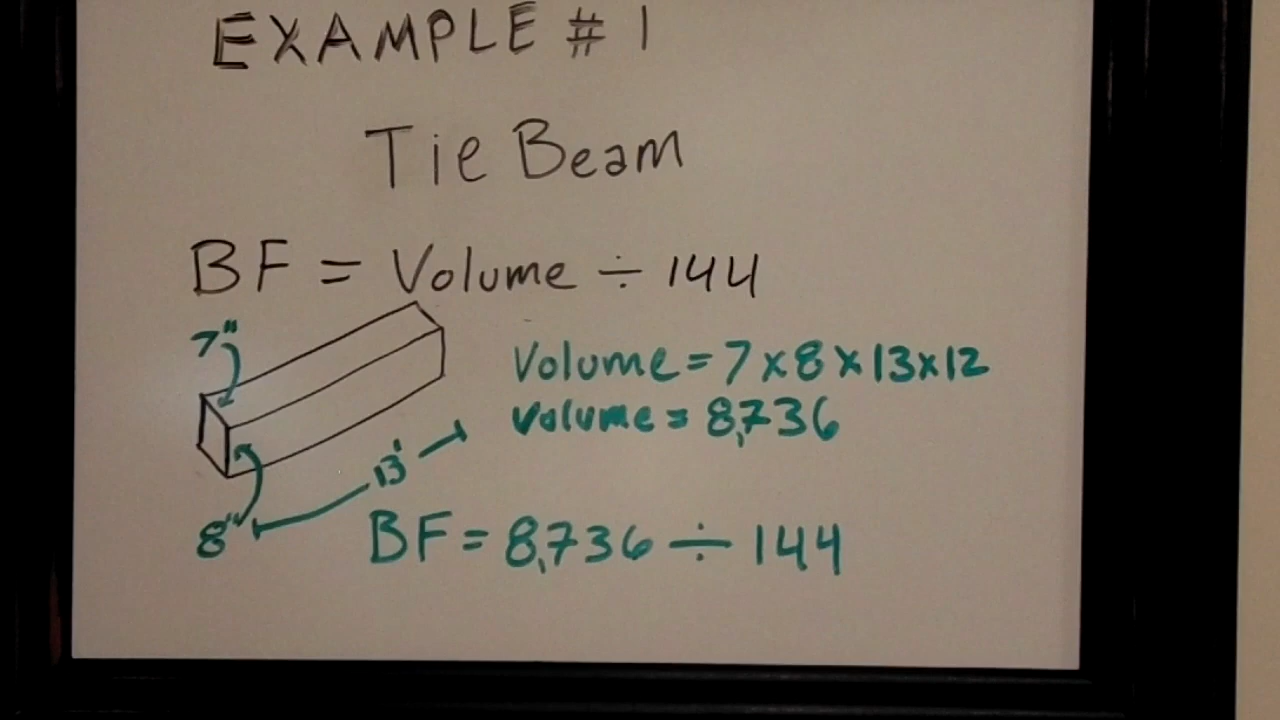 EXAMPLE # 1
Tie Beam
BF = Volume ÷ 144
7"
Volume = 7 x 8 x 13 x 12
Volume = 8,736
13'
8"
BF = 8,736 ÷ 144